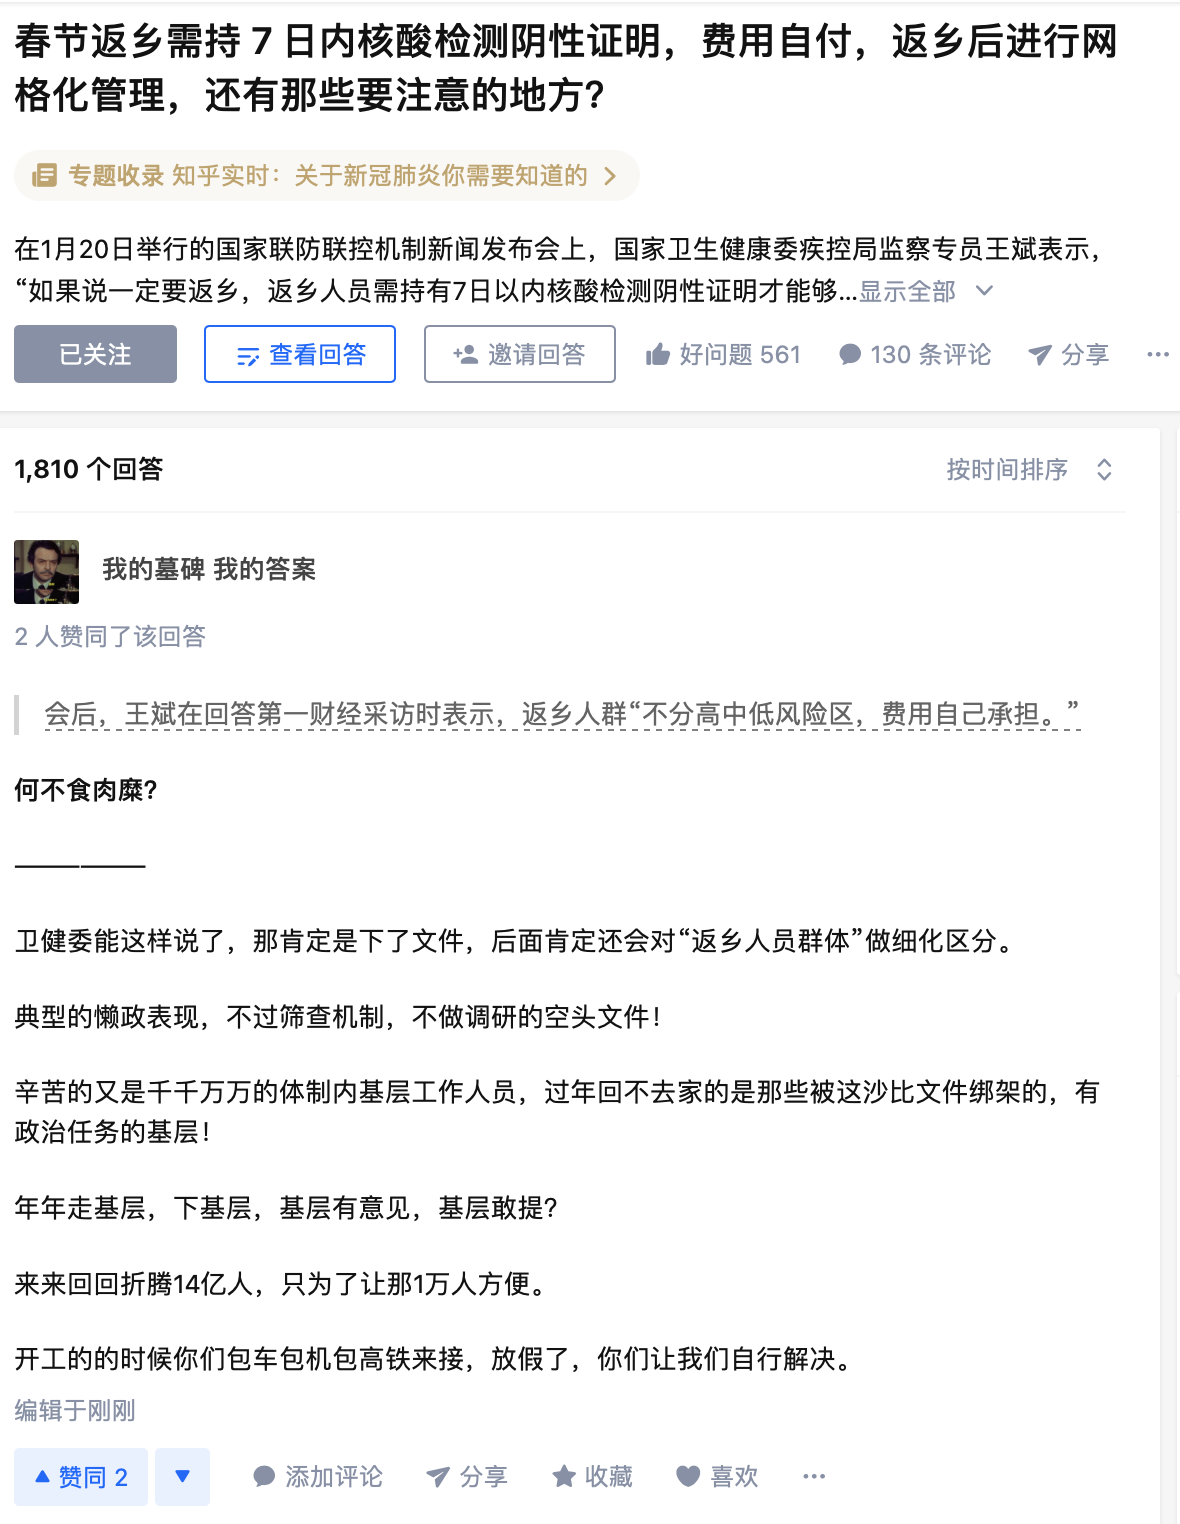 春节返乡需持 7 日内核酸检测阴性证明，费用自付，返乡后进行网
格化管理，还有那些要注意的地方？
专题收录 知乎实时：关于新冠肺炎你需要知道的
在1月20日举行的国家联防联控机制新闻发布会上，国家卫生健康委疾控局监察专员王斌表示，
“如果说一定要返乡，返乡人员需持有7日以内核酸检测阴性证明才能够...显示全部
已关注 查看回答 邀请回答 好问题 561 130 条评论 分享 ...
1,810 个回答 按时间排序
我的墓碑 我的答案
2 人赞同了该回答
会后，王斌在回答第一财经采访时表示，返乡人群“不分高中低风险区，费用自己承担。”
何不食肉糜？
—————
卫健委能这样说了，那肯定是下了文件，后面肯定还会对“返乡人员群体”做细化区分。
典型的懒政表现，不过筛查机制，不做调研的空头文件！
辛苦的又是千千万万的体制内基层工作人员，过年回不去家的是那些被这沙比文件绑架的，有
政治任务的基层！
年年走基层，下基层，基层有意见，基层敢提？
来来回回折腾14亿人，只为了让那1万人方便。
开工的的时候你们包车包机包高铁来接，放假了，你们让我们自行解决。
编辑于刚刚
赞同 2 添加评论 分享 收藏 喜欢 ...